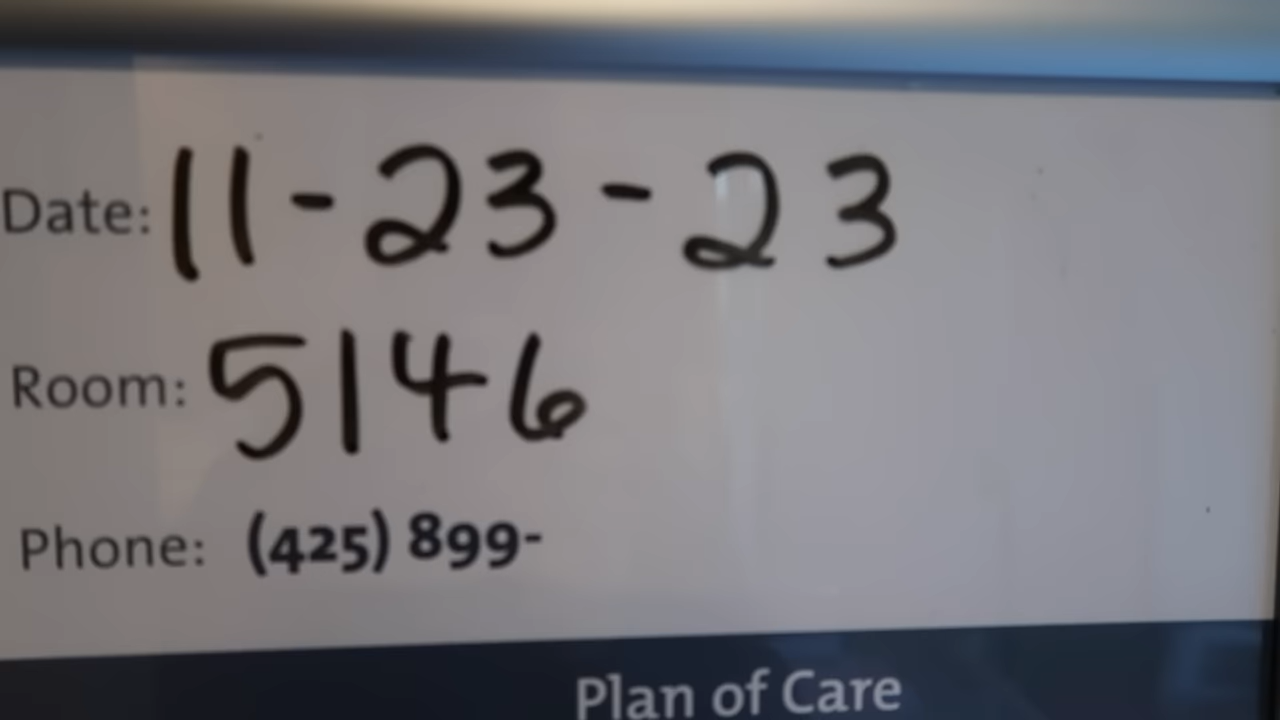 Date: 11-23-23
Room: 5146
Phone: (425) 899-
Plan of Care